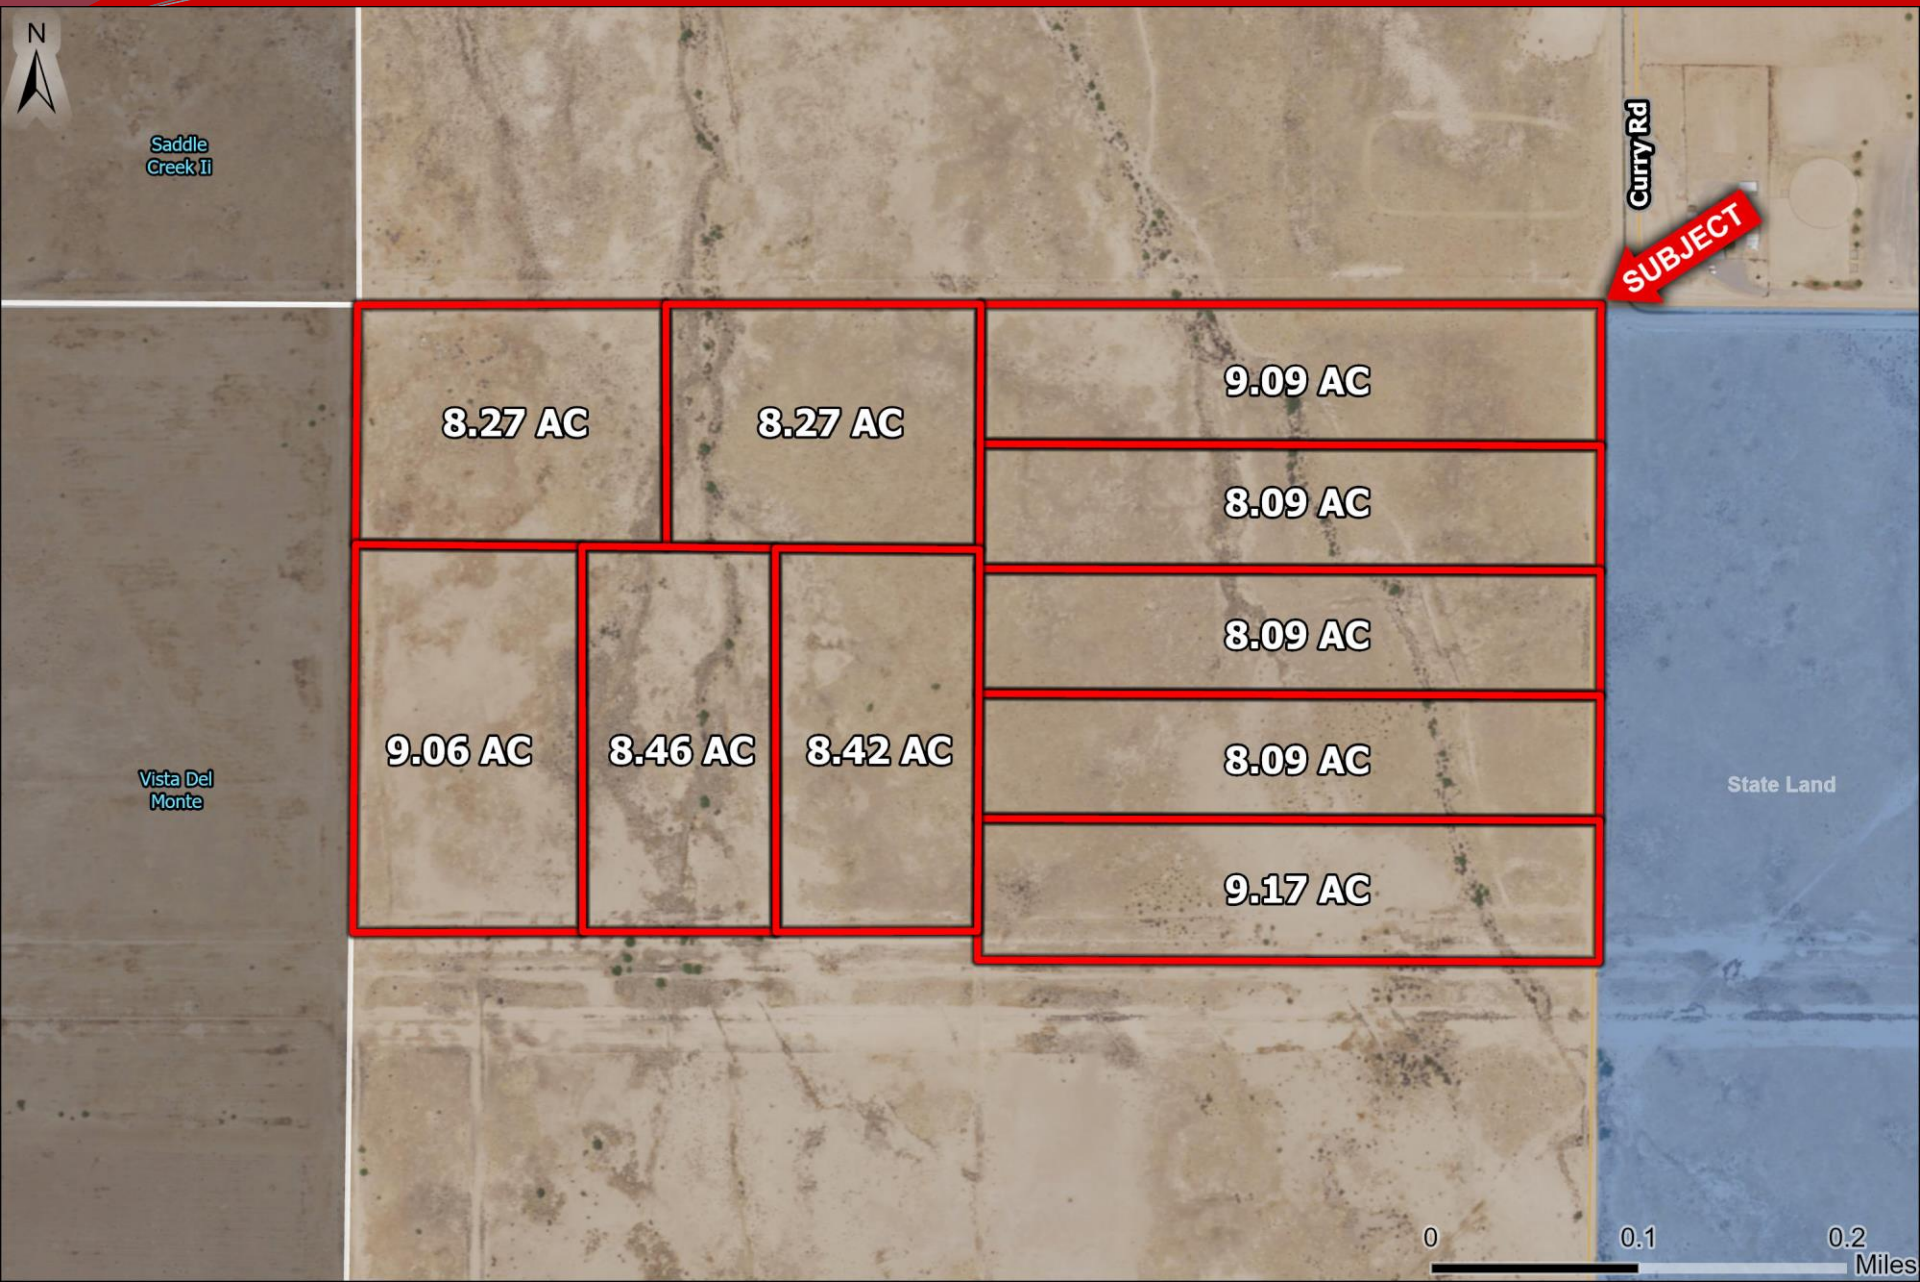 N
Saddle
Creek Ii
Curry Rd
SUBJECT
9.09 AC
8.27 AC
8.27 AC
8.09 AC
8.09 AC
9.06 AC
8.46 AC
8.42 AC
8.09 AC
Vista Del
Monte
State Land
9.17 AC
0
0.1
0.2
Miles